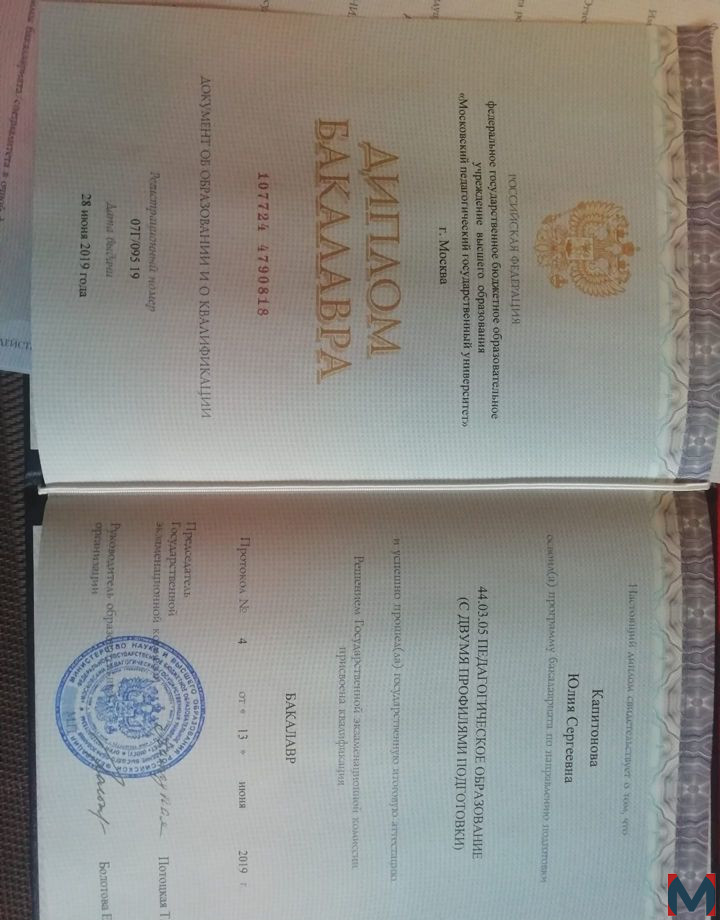 РОССИЙСКАЯ ФЕДЕРАЦИЯ
федеральное государственное бюджетное образовательное
учреждение высшего образования
«Московский педагогический государственный университет»
г. Москва
ДИПЛОМ
БАКАЛАВРА
107724 4790818
ДОКУМЕНТ ОБ ОБРАЗОВАНИИ И О КВАЛИФИКАЦИИ
Регистрационный номер
07Г/095 19
Дата выдачи
28 июня 2019 года
Настоящий диплом свидетельствует о том, что
Капитонова
Юлия Сергеевна
освоил(а) программу бакалавриата по направлению подготовки
44.03.05 ПЕДАГОГИЧЕСКОЕ ОБРАЗОВАНИЕ
(С ДВУМЯ ПРОФИЛЯМИ ПОДГОТОВКИ)
и успешно прошел(ла) государственную итоговую аттестацию
Решением Государственной экзаменационной комиссии
присвоена квалификация
БАКАЛАВР
Протокол № 4 от « 13 » июня 2019 г.
Председатель
Государственной
экзаменационной
Потоцкая Т
Руководитель
организации
Болотова Е
М